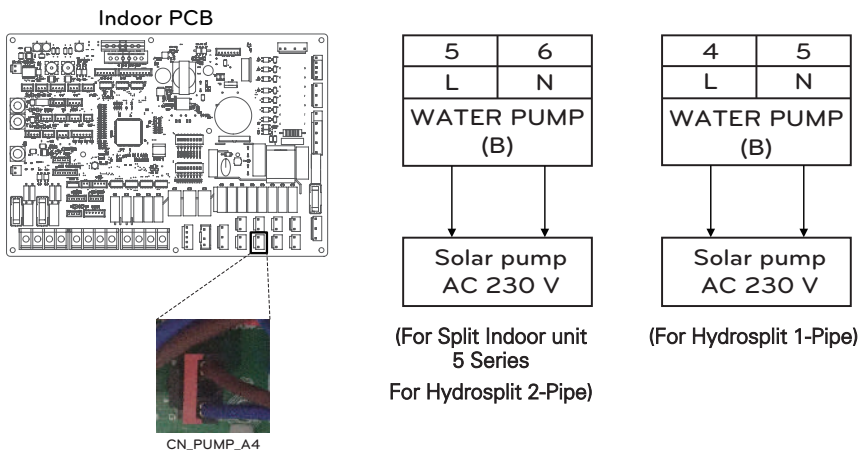 Indoor PCB
5 6
L N
WATER PUMP
(B)
Solar pump
AC 230 V
(For Split Indoor unit
5 Series
For Hydrosplit 2-Pipe)
4 5
L N
WATER PUMP
(B)
Solar pump
AC 230 V
(For Hydrosplit 1-Pipe)
CN_PUMP_A4